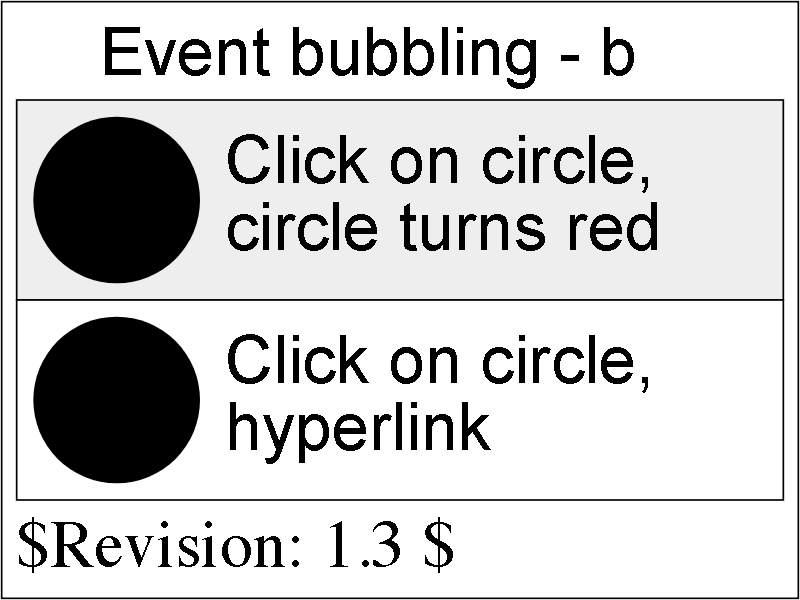 Event bubbling - b
Click on circle,
circle turns red
Click on circle,
hyperlink
$Revision: 1.3 $